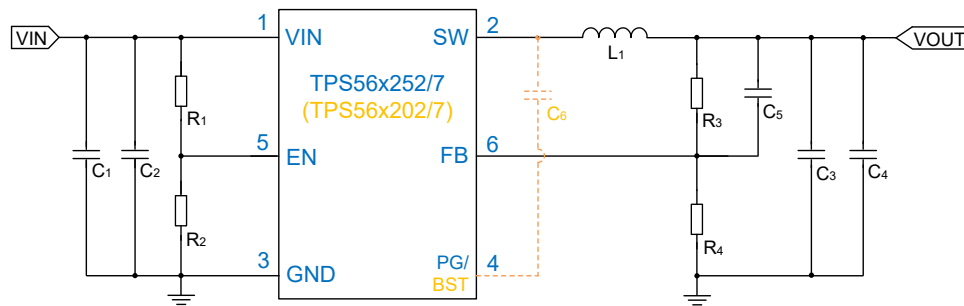 VIN
1
VIN
SW
2
L1
VOUT
TPS56x252/7
(TPS56x202/7)
R1
C6
R3
C5
5
EN
FB
6
C1
C2
C3
C4
R2
R4
3
GND
PG/
BST
4